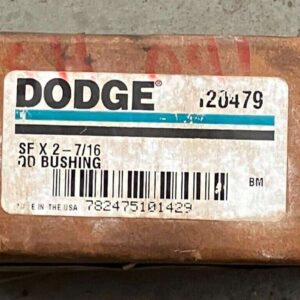 DODGE® 120479
SF X 2-7/16
QD BUSHING
BM
MADE IN THE USA 782475101429